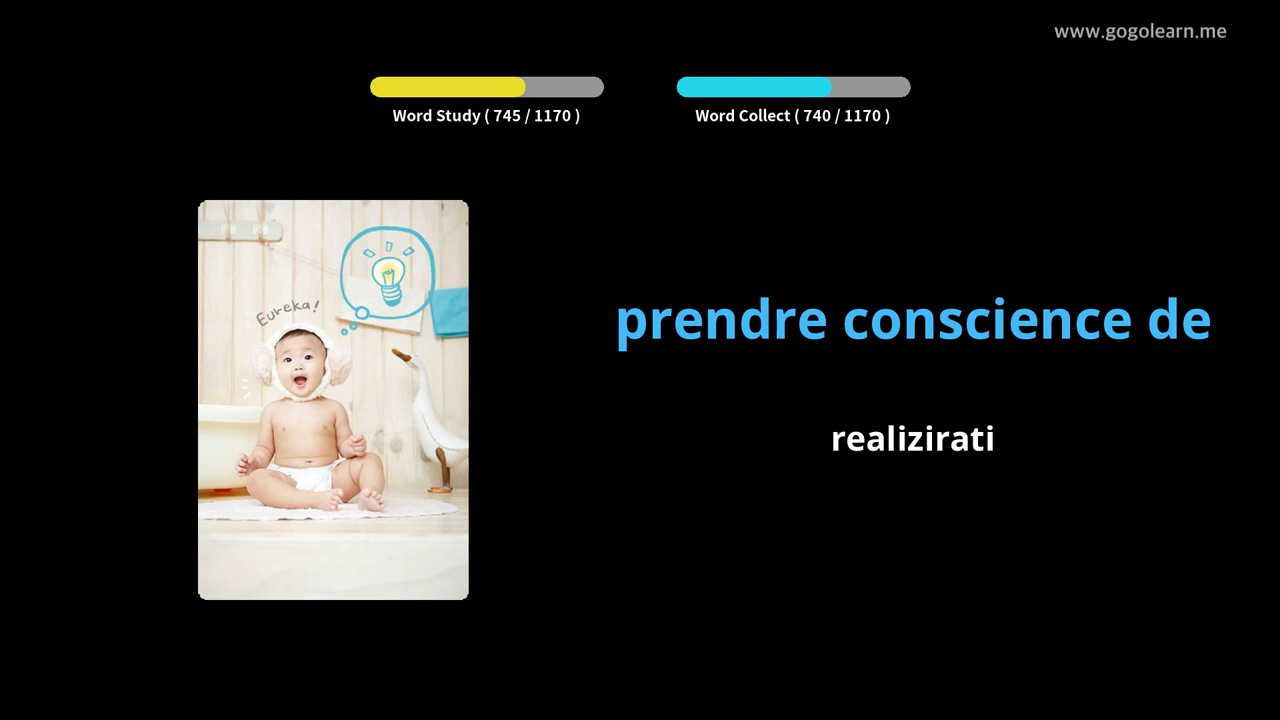 www.gogolearn.me
Word Study ( 745 / 1170 )
Word Collect ( 740 / 1170 )
Eureka!
prendre conscience de
realizirati